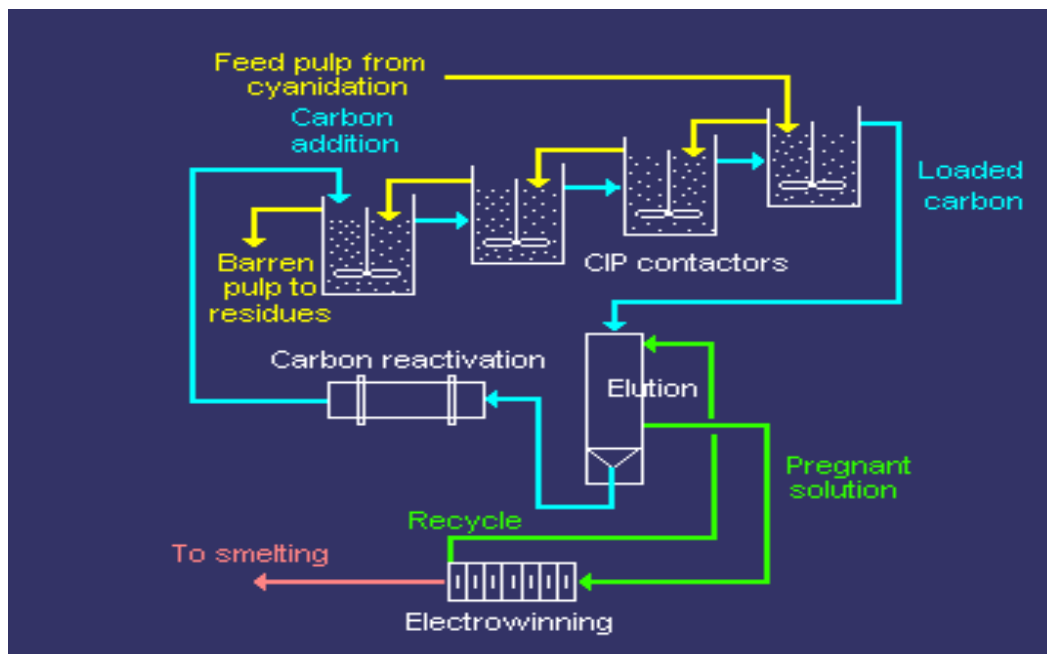 Feed pulp from
cyanidation
Carbon
addition
Loaded
carbon
CIP contactors
Barren
pulp to
residues
Carbon reactivation
Elution
Pregnant
solution
Recycle
To smelting
Electrowinning